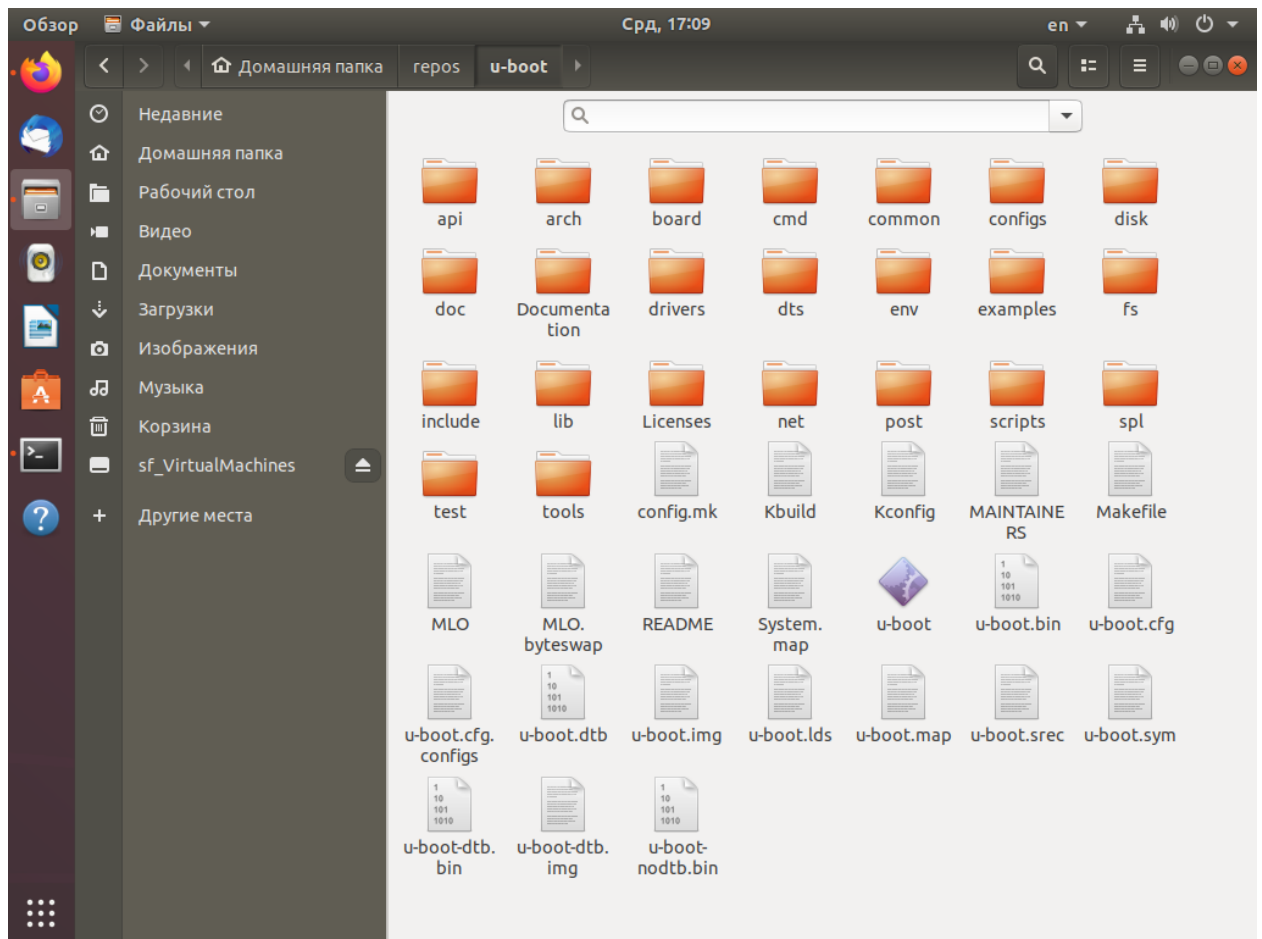 Обзор Файлы Срд, 17:09 en
Домашняя папка repos u-boot
Недавние
Домашняя папка
Рабочий стол
Видео
Документы
Загрузки
Изображения
Музыка
Корзина
sf_VirtualMachines
Другие места
api arch board cmd common configs disk
doc Documenta drivers dts env examples fs
tion
include lib Licenses net post scripts spl
test tools config.mk Kbuild Kconfig MAINTAINE Makefile
RS
MLO MLO. README System. u-boot u-boot.bin u-boot.cfg
byteswap map
u-boot.cfg. u-boot.dtb u-boot.img u-boot.lds u-boot.map u-boot.srec u-boot.sym
configs
u-boot-dtb. u-boot-dtb. u-boot-
bin img nodtb.bin